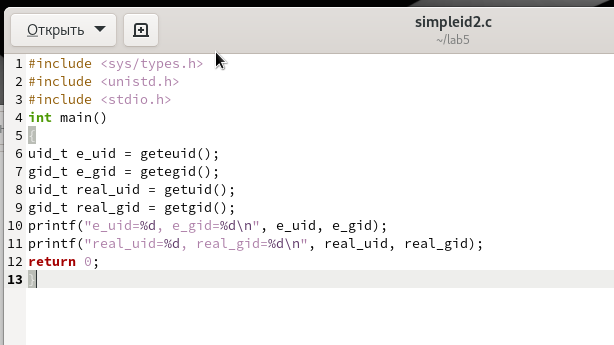 Открыть
simpleid2.c
~/lab5
1 #include <sys/types.h>
2 #include <unistd.h>
3 #include <stdio.h>
4 int main()
5 {
6 uid_t e_uid = geteuid();
7 gid_t e_gid = getegid();
8 uid_t real_uid = getuid();
9 gid_t real_gid = getgid();
10 printf("e_uid=%d, e_gid=%d\n", e_uid, e_gid);
11 printf("real_uid=%d, real_gid=%d\n", real_uid, real_gid);
12 return 0;
13 }